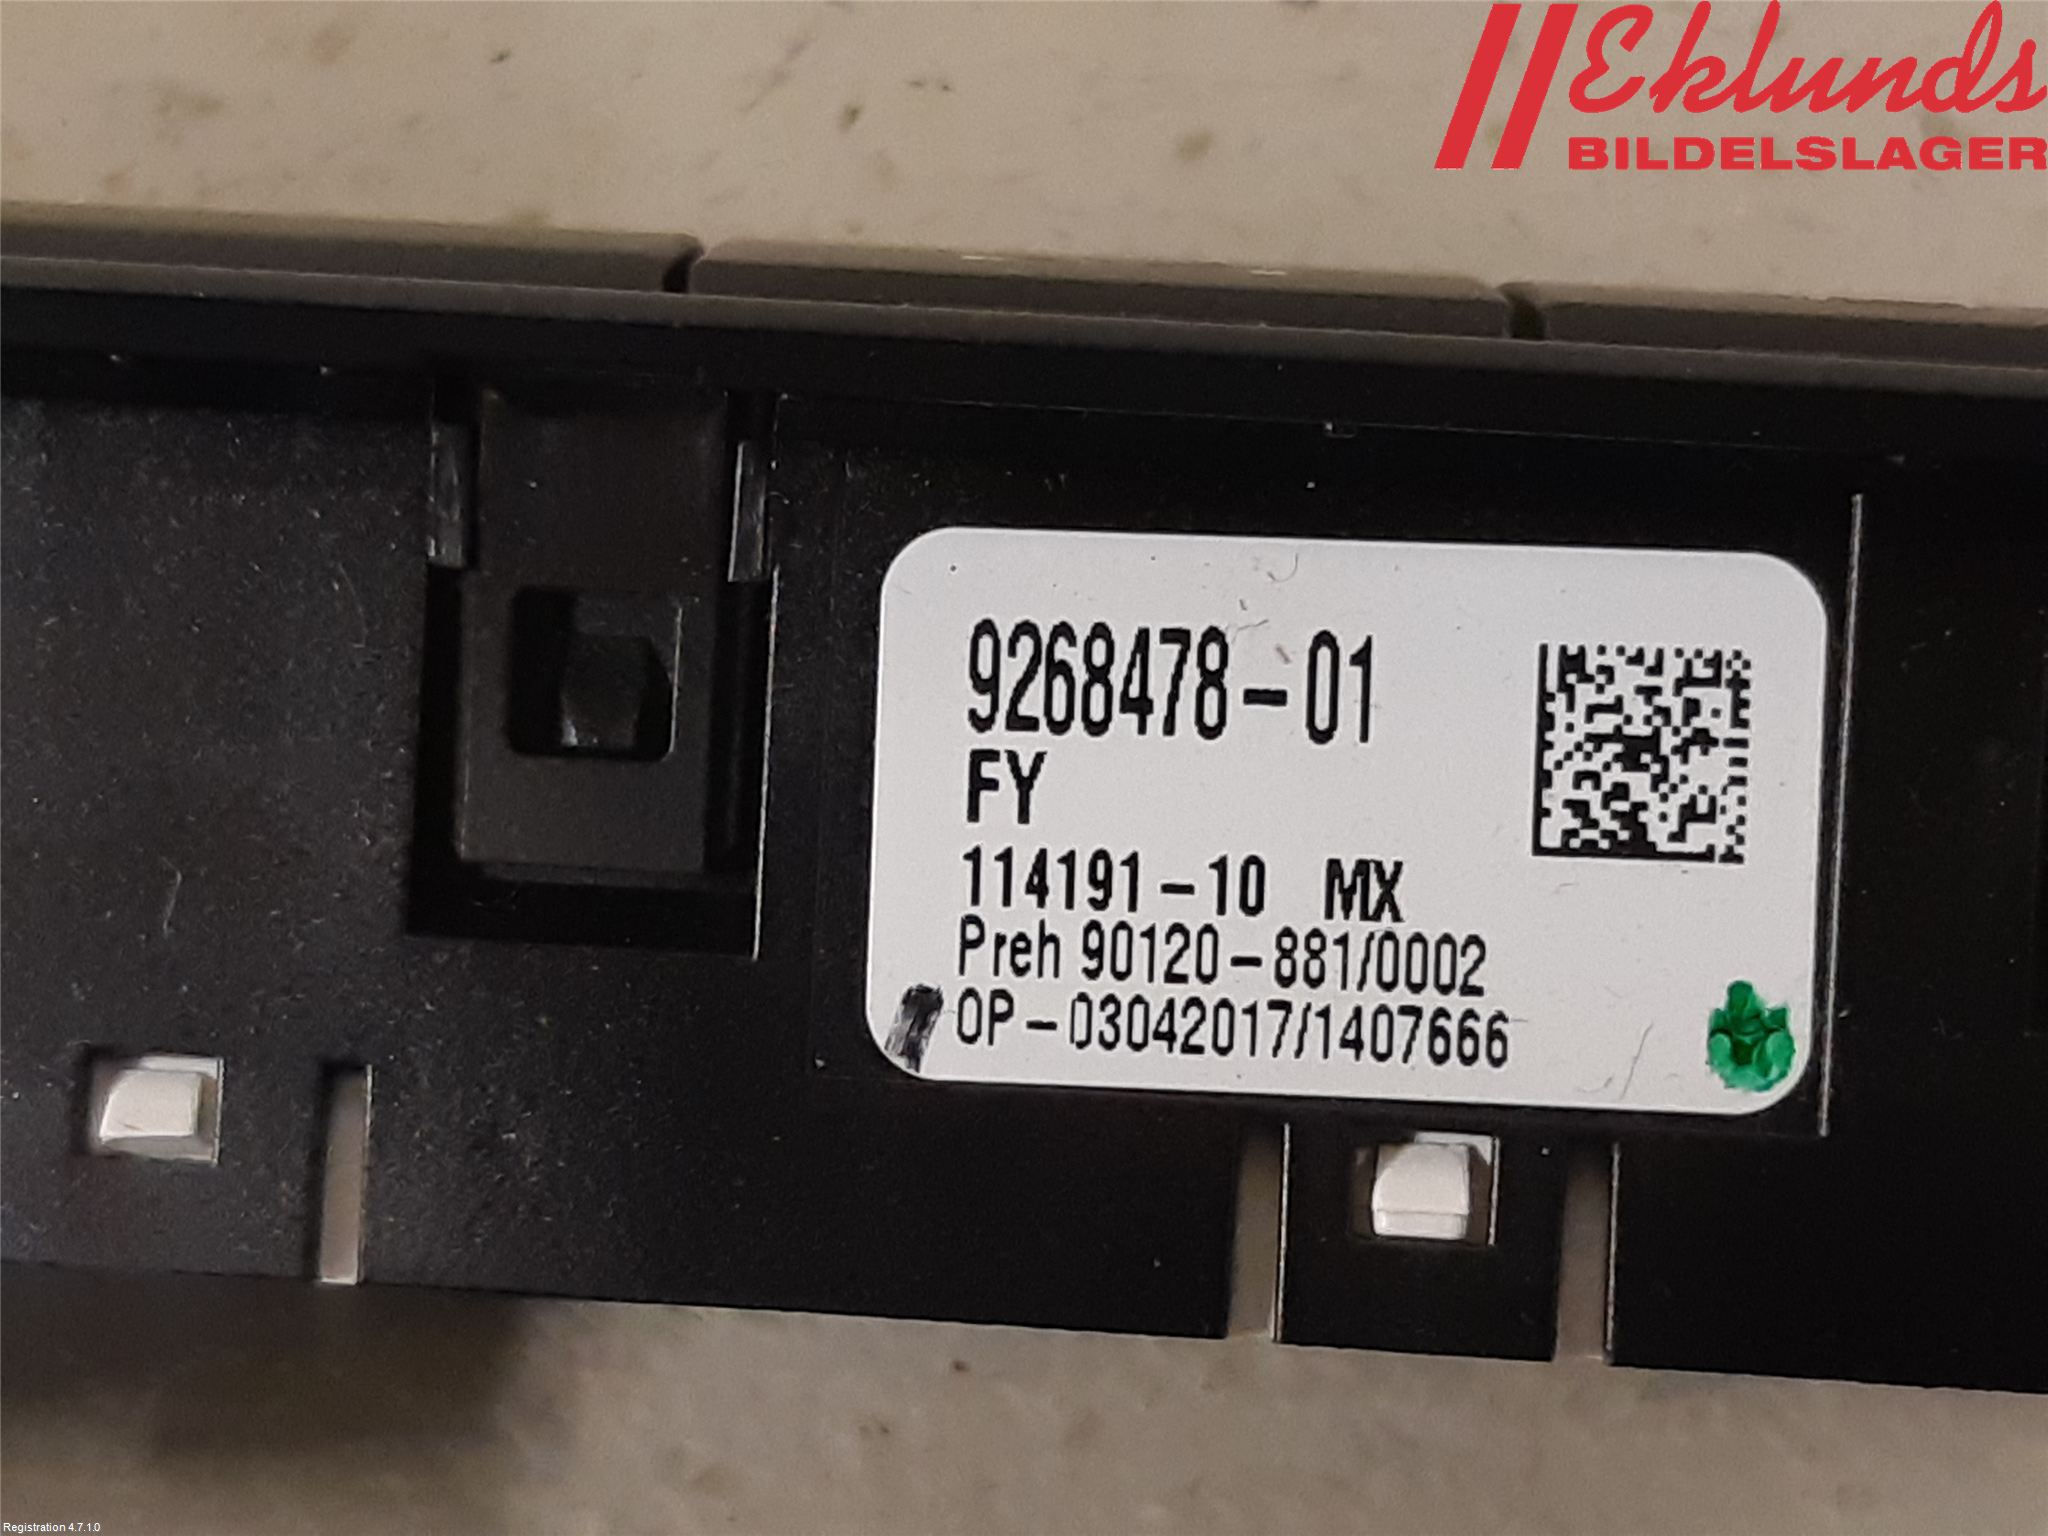 Eklunds
BILDELSLAGER
9268478-01
FY
114191-10 MX
Preh 90120-881/0002
OP-03042017/1407666
Registration 4.7.1.0